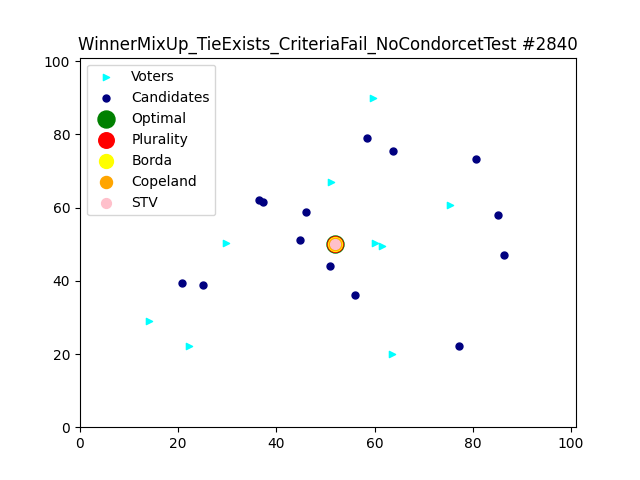 WinnerMixUp_TieExists_CriteriaFail_NoCondorcetTest #2840
Voters
Candidates
Optimal
Plurality
Borda
Copeland
STV
100
80
60
40
20
0
0 20 40 60 80 100